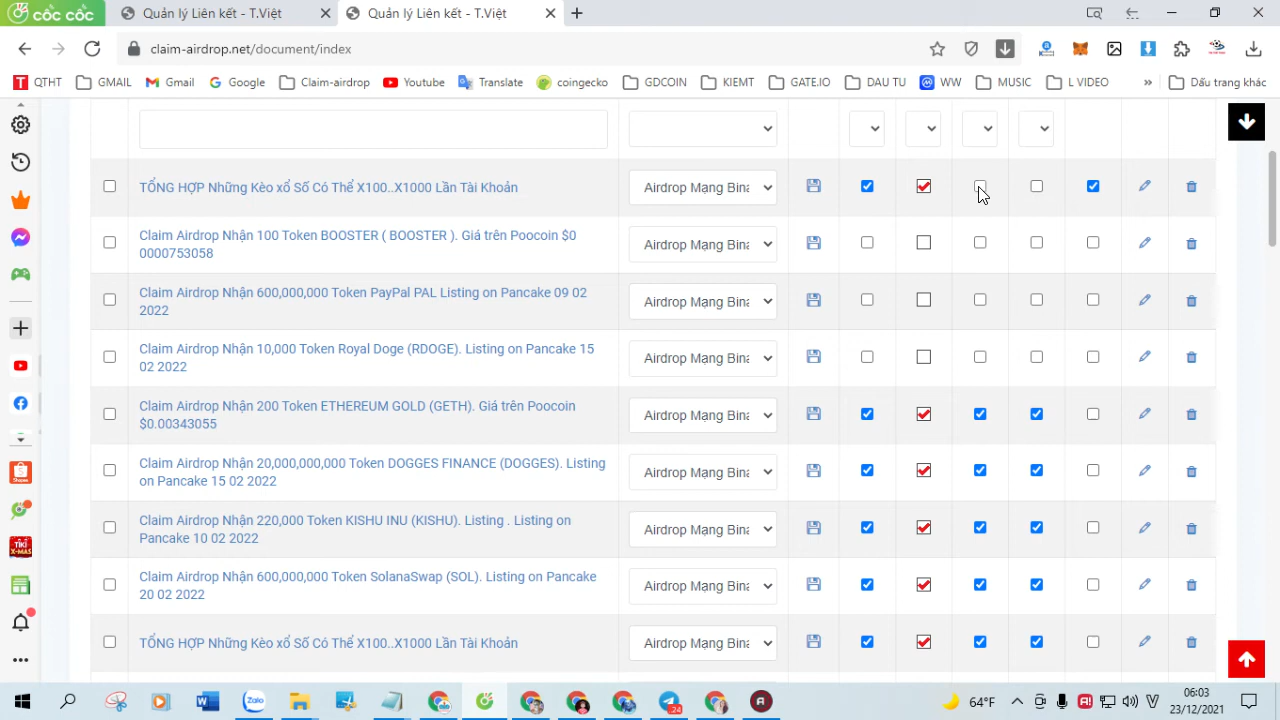 cốc cốc
Quản lý liên kết - T.Việt
Quản lý liên kết - T.Việt
claim-airdrop.net/document/index
QTHT
GMAIL
Gmail
Google
Claim-airdrop
Youtube
Translate
coingecko
GDCOIN
KIEMT
GATE.IO
DAU TU
WW
MUSIC
L VIDEO
»
Dấu trang khác
TỔNG HỢP Những Kèo xổ Số Có Thể X100..X1000 Lần Tài Khoản
Airdrop Mạng Bina
Claim Airdrop Nhận 100 Token BOOSTER ( BOOSTER ). Giá trên Poocoin $0
0000753058
Airdrop Mạng Bina
Claim Airdrop Nhận 600,000,000 Token PayPal PAL Listing on Pancake 09 02
2022
Airdrop Mạng Bina
Claim Airdrop Nhận 10,000 Token Royal Doge (RDOGE). Listing on Pancake 15
02 2022
Airdrop Mạng Bina
Claim Airdrop Nhận 200 Token ETHEREUM GOLD (GETH). Giá trên Poocoin
$0.00343055
Airdrop Mạng Bina
Claim Airdrop Nhận 20,000,000,000 Token DOGGES FINANCE (DOGGES). Listing
on Pancake 15 02 2022
Airdrop Mạng Bina
Claim Airdrop Nhận 220,000 Token KISHU INU (KISHU). Listing . Listing on
Pancake 10 02 2022
Airdrop Mạng Bina
Claim Airdrop Nhận 600,000,000 Token SolanaSwap (SOL). Listing on Pancake
20 02 2022
Airdrop Mạng Bina
TỔNG HỢP Những Kèo xổ Số Có Thể X100..X1000 Lần Tài Khoản
Airdrop Mạng Bina
64°F
06:03
23/12/2021